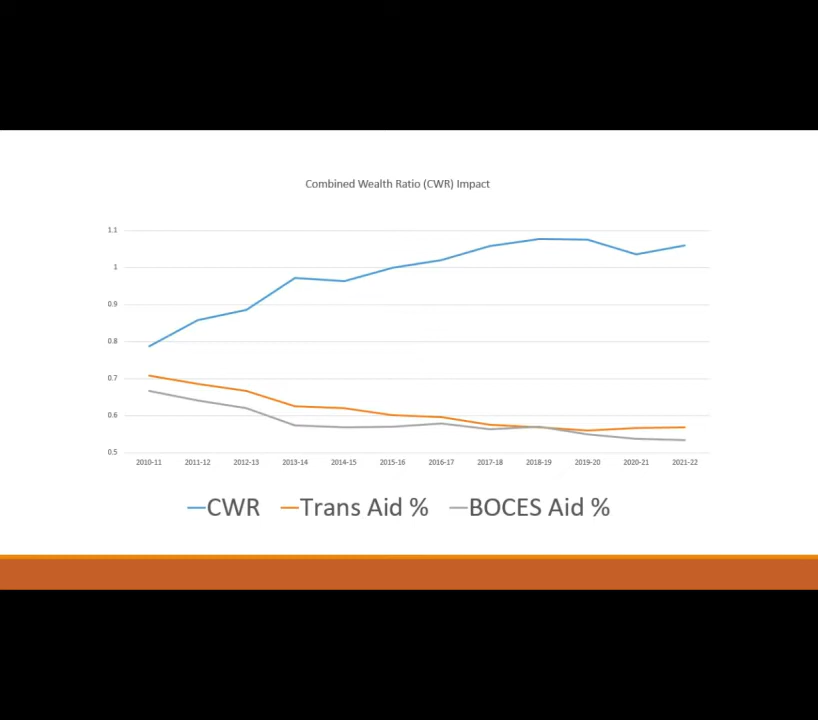 Combined Wealth Ratio (CWR) Impact
1.1
1
0.9
0.8
0.7
0.6
0.5
2010-11 2011-12 2012-13 2013-14 2014-15 2015-16 2016-17 2017-18 2018-19 2019-20 2020-21 2021-22
CWR Trans Aid % BOCES Aid %